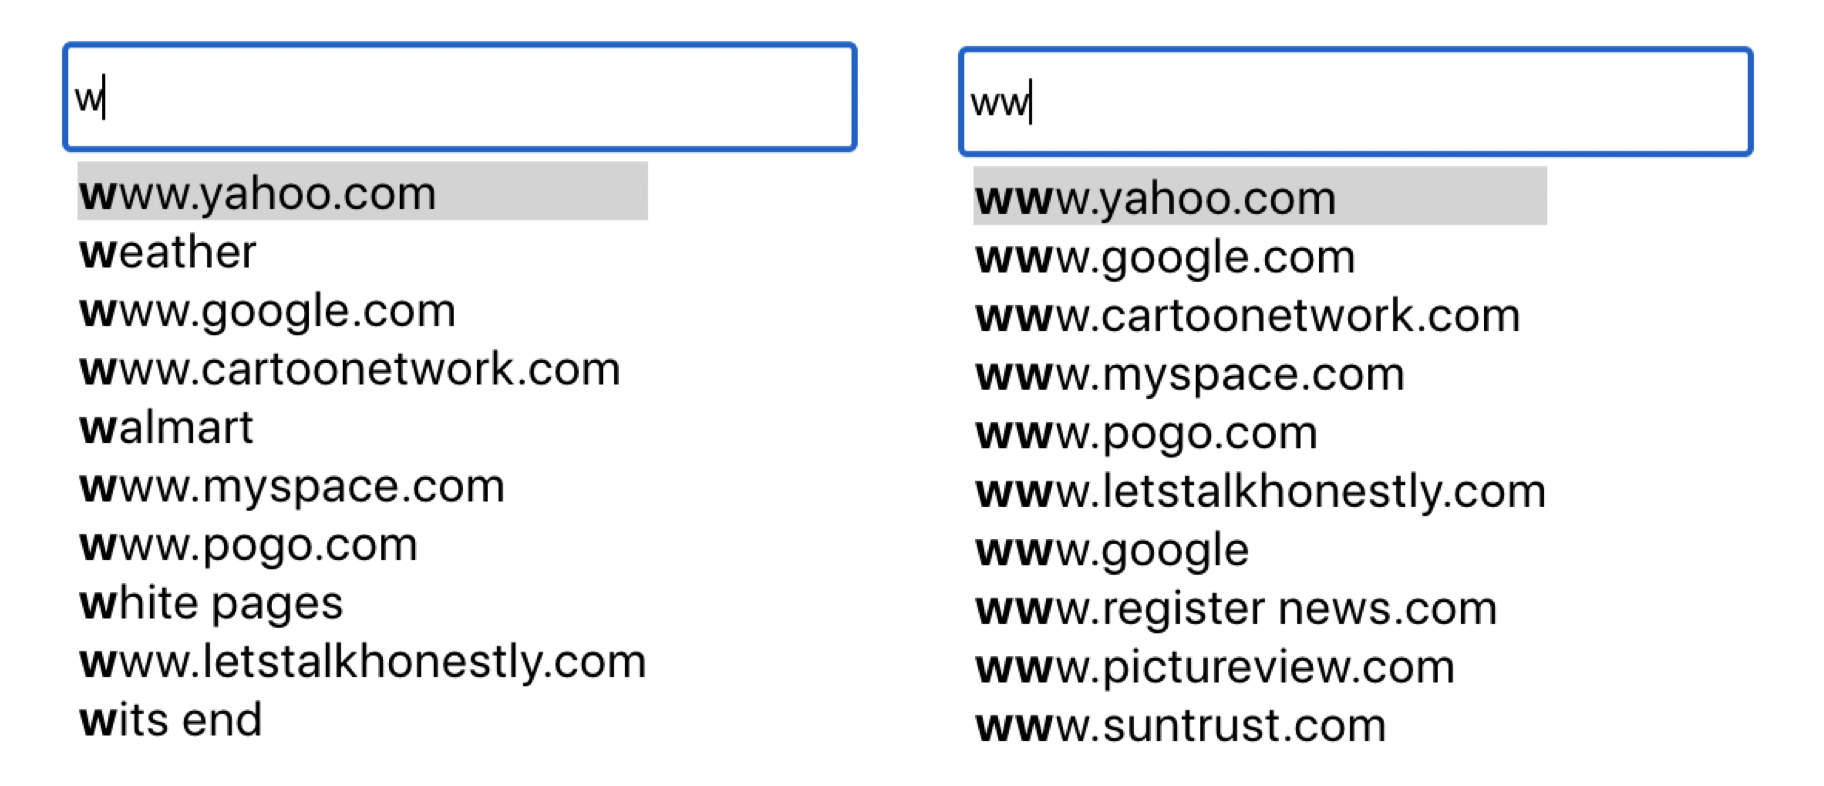 w
www.yahoo.com
weather
www.google.com
www.cartoonetwork.com
walmart
www.myspace.com
www.pogo.com
white pages
www.letstalkhonestly.com
wits end
ww
www.yahoo.com
www.google.com
www.cartoonetwork.com
www.myspace.com
www.pogo.com
www.letstalkhonestly.com
www.google
www.register news.com
www.pictureview.com
www.suntrust.com